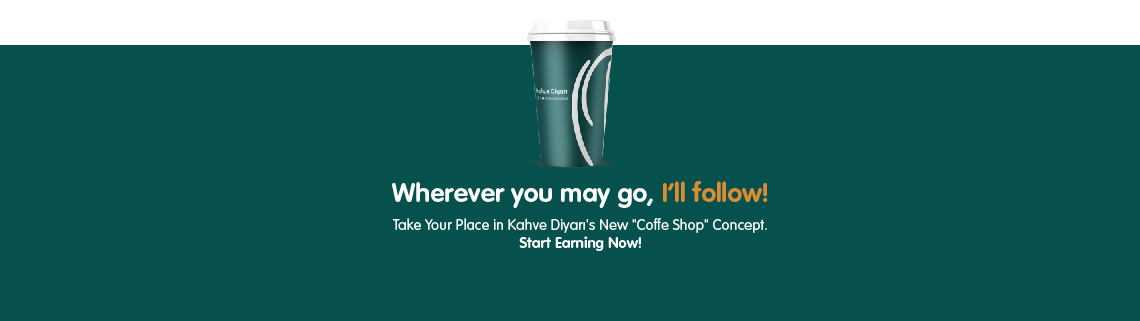 Kahve Diyarı
Wherever you may go, I'll follow!
Take Your Place in Kahve Diyarı's New "Coffe Shop" Concept.
Start Earning Now!